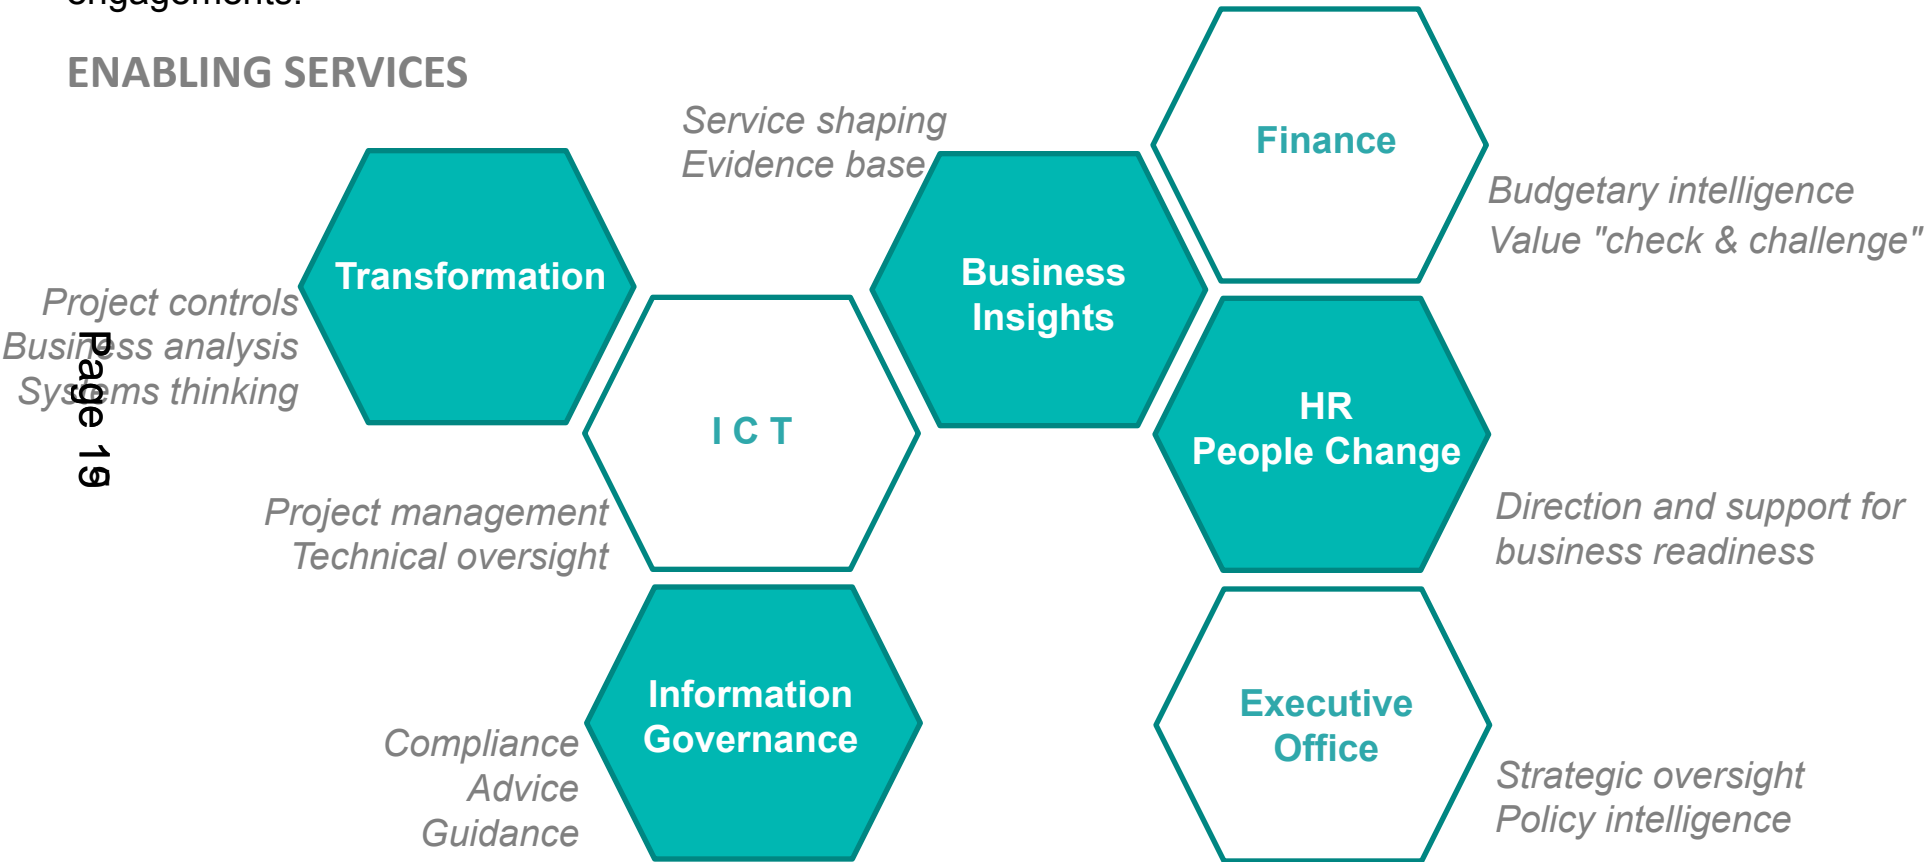 engagements.
ENABLING SERVICES
Service shaping
Evidence base
Finance
Budgetary intelligence
Value "check & challenge"
Transformation
Project controls
Business analysis
Systems thinking
Business
Insights
I C T
Project management
Technical oversight
HR
People Change
Direction and support for
business readiness
Information
Governance
Compliance
Advice
Guidance
Executive
Office
Strategic oversight
Policy intelligence
Page